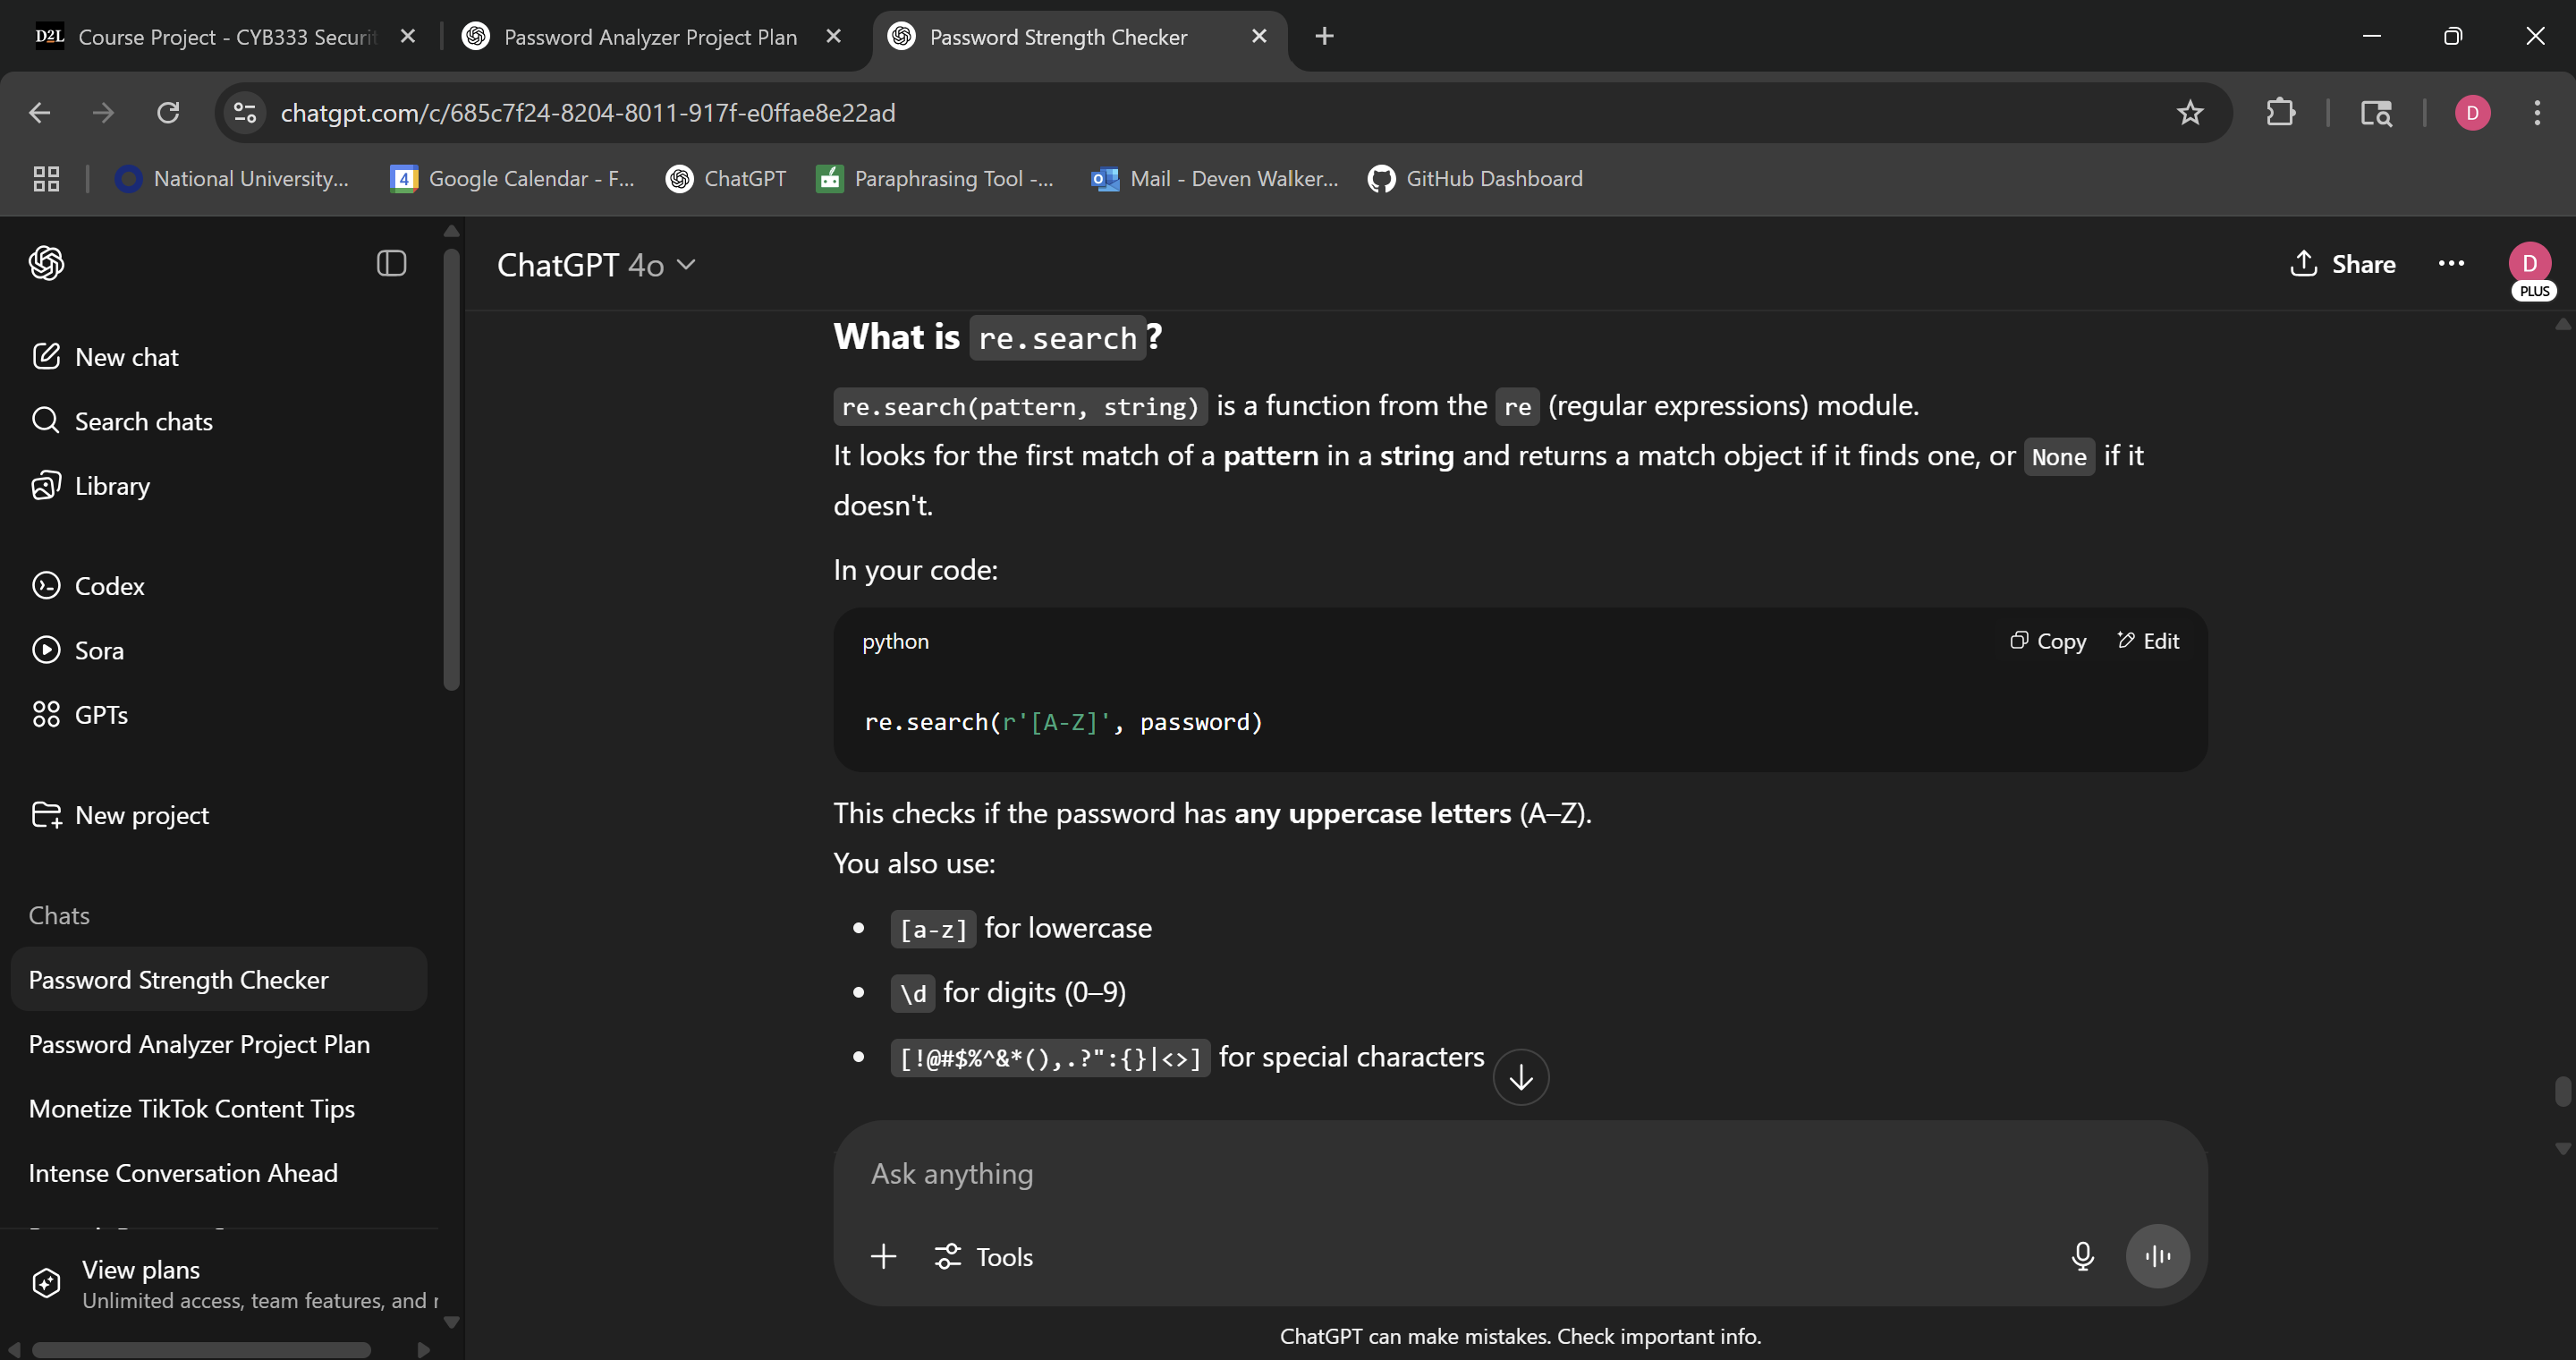 D2L Course Project - CYB333 Securit
Password Analyzer Project Plan
Password Strength Checker
chatgpt.com/c/685c7f24-8204-8011-917f-e0ffae8e22ad
D
National University...
4 Google Calendar - F...
ChatGPT
Paraphrasing Tool -...
Mail - Deven Walker...
GitHub Dashboard
New chat
Search chats
Library
Codex
Sora
GPTs
New project
Chats
Password Strength Checker
Password Analyzer Project Plan
Monetize TikTok Content Tips
Intense Conversation Ahead
View plans
Unlimited access, team features, and r
ChatGPT 4o
Share
D
PLUS
What is re.search?
re.search(pattern, string) is a function from the re (regular expressions) module.
It looks for the first match of a pattern in a string and returns a match object if it finds one, or None if it
doesn't.
In your code:
python
Copy
Edit
re.search(r'[A-Z]', password)
This checks if the password has any uppercase letters (A–Z).
You also use:
• [a-z] for lowercase
• \d for digits (0–9)
• [!@#$%^&*(),.?":{}|<>] for special characters
Ask anything
Tools
ChatGPT can make mistakes. Check important info.